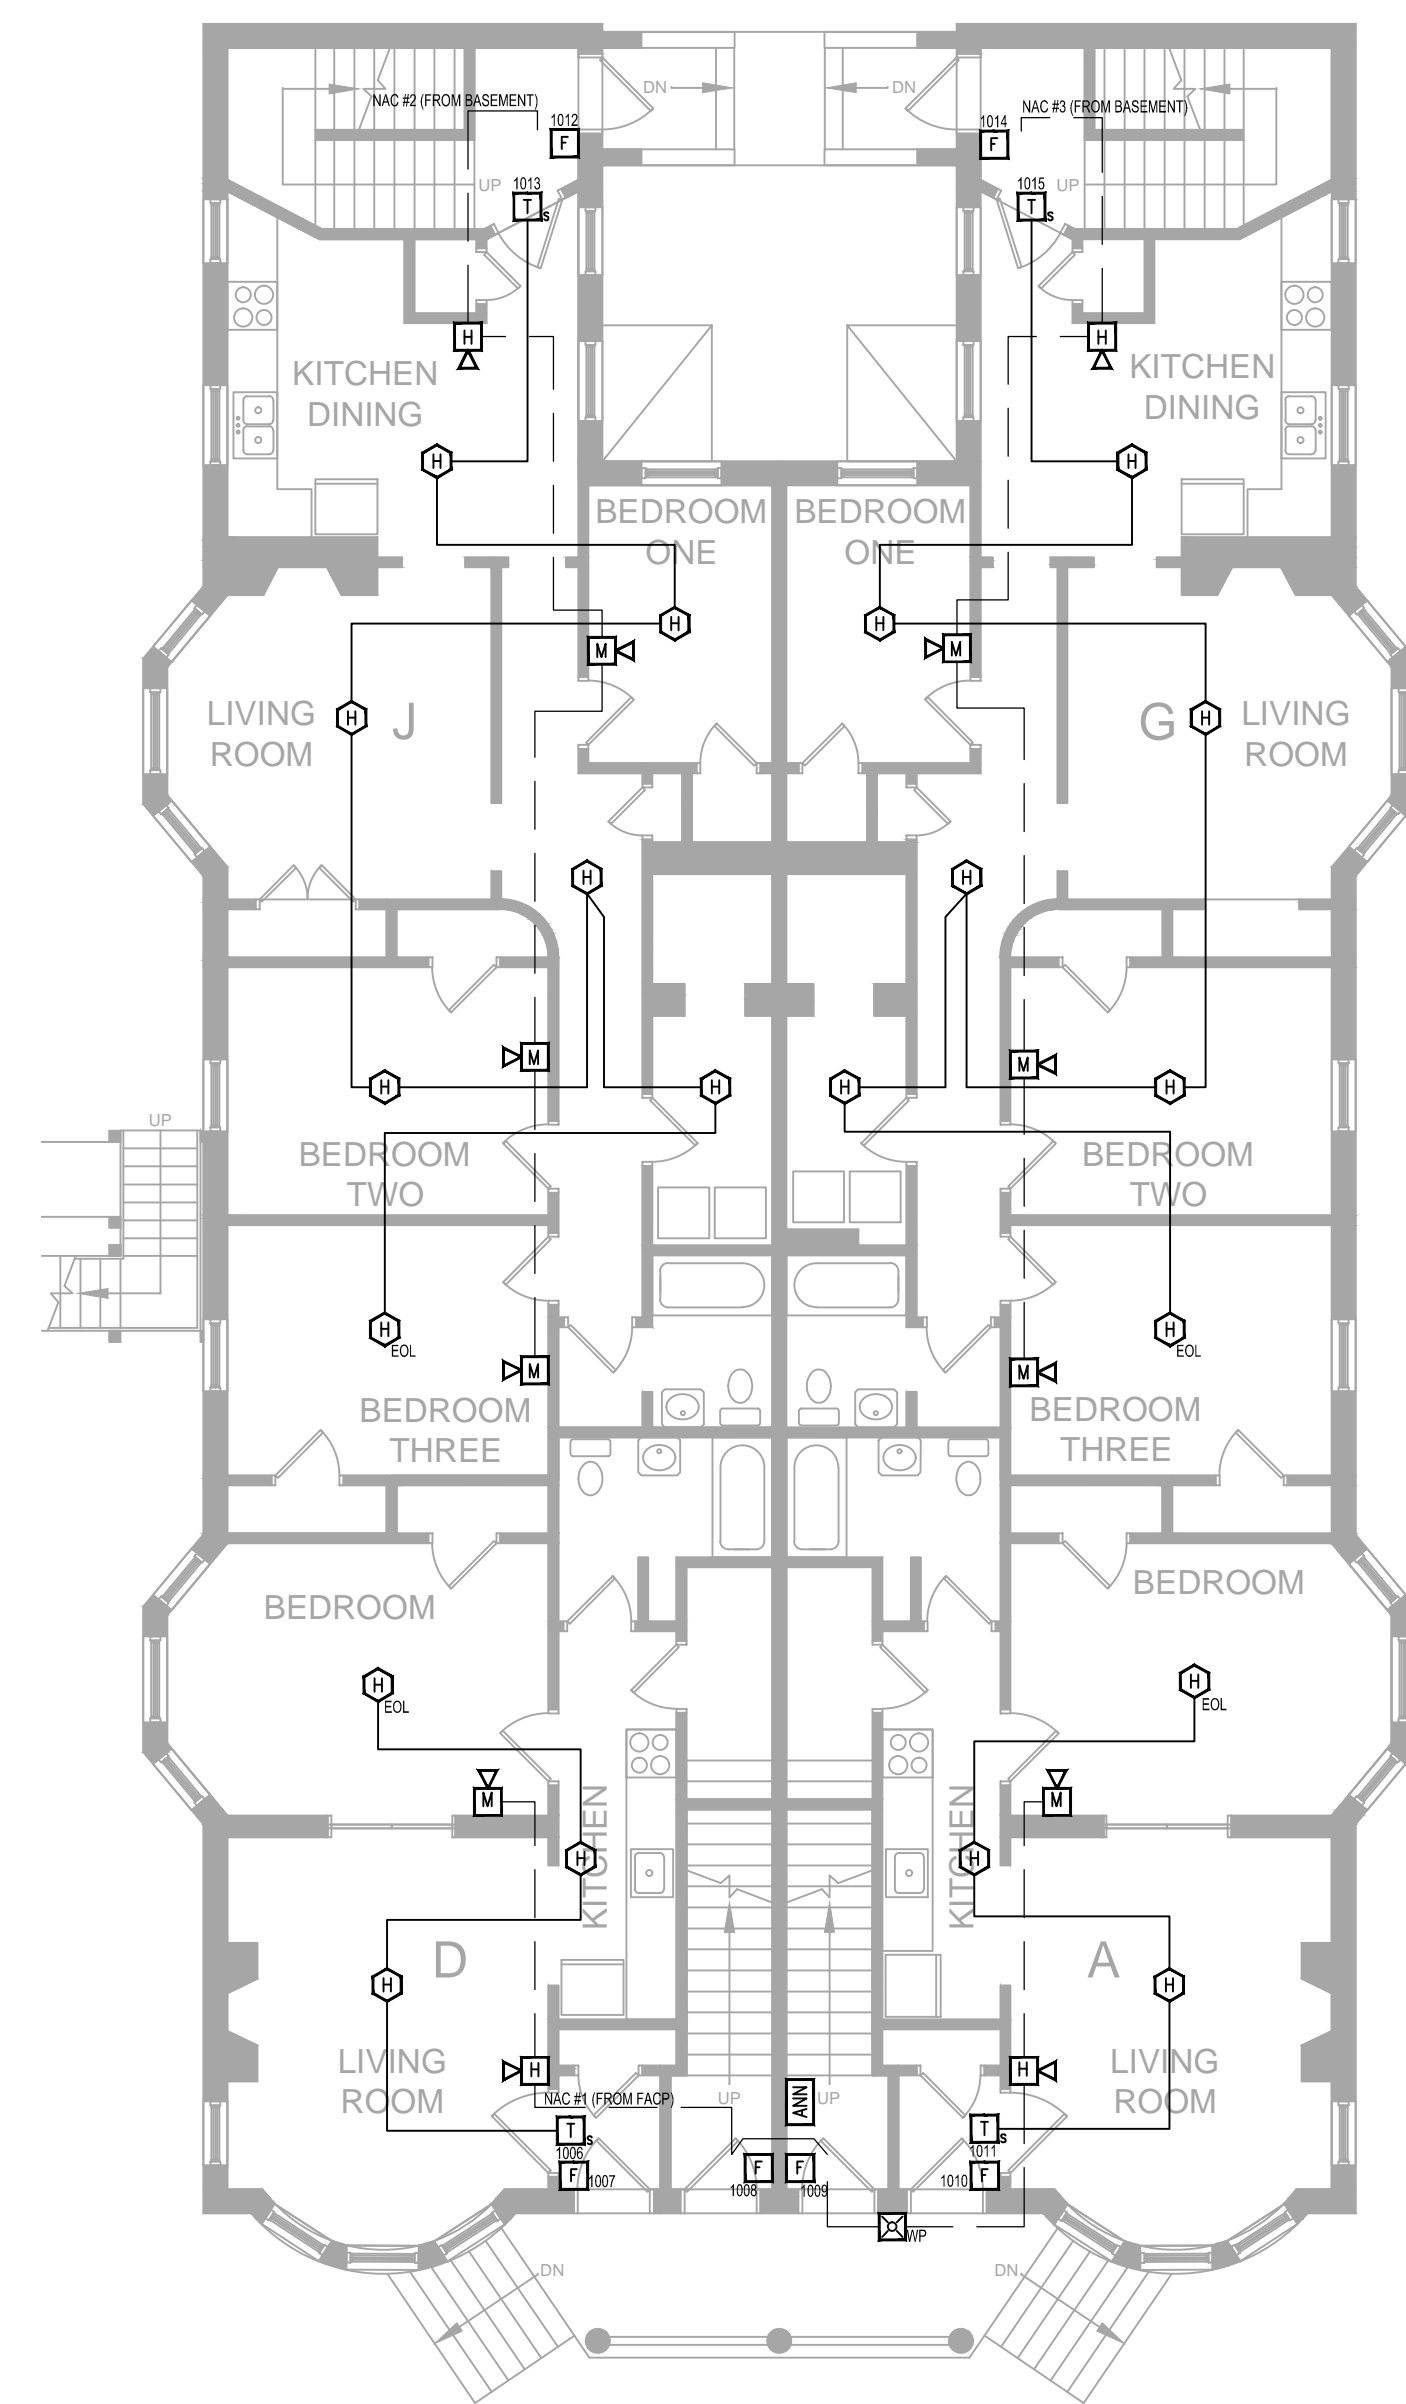 DN
DN
NAC #2 (FROM BASEMENT)
NAC #3 (FROM BASEMENT)
1012
F
1014
F
UP
1013
T
S
1015
T
S
UP
H
H
KITCHEN
DINING
KITCHEN
DINING
H
H
BEDROOM
ONE
BEDROOM
ONE
H
H
M
M
LIVING
ROOM
H
J
G
H
LIVING
ROOM
H
H
M
M
H
H
H
H
UP
BEDROOM
TWO
BEDROOM
TWO
H
EOL
H
EOL
M
M
BEDROOM
THREE
BEDROOM
THREE
BEDROOM
BEDROOM
H
EOL
H
EOL
M
M
KITCHEN
KITCHEN
H
H
D
A
H
H
LIVING
ROOM
LIVING
ROOM
H
H
NAC #1 (FROM FACP)
UP
ANN
UP
T
S
1006
F
1007
F
1008
F
1009
T
S
1011
1010
F
WP
DN
DN